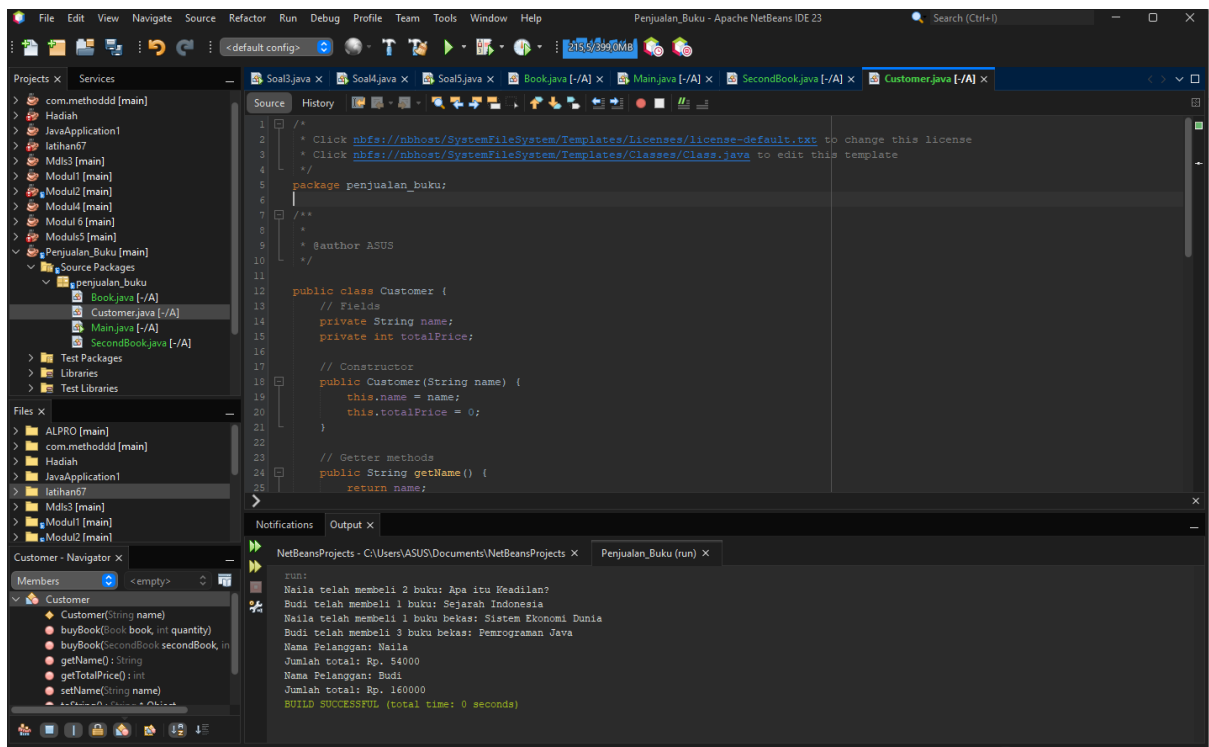 File Edit View Navigate Source Refactor Run Debug Profile Team Tools Window Help Penjualan_Buku - Apache NetBeans IDE 23 Search (Ctrl+I)
<default config> 215,5/399,0MB
Projects Services
com.methoddd [main]
Hadiah
JavaApplication1
latihan67
Mdls3 [main]
Modul1 [main]
Modul2 [main]
Modul4 [main]
Modul 6 [main]
Moduls5 [main]
Penjualan_Buku [main]
Source Packages
penjualan_buku
Book.java [-/A]
Customer.java [-/A]
Main.java [-/A]
SecondBook.java [-/A]
Test Packages
Libraries
Test Libraries
Files
ALPRO [main]
com.methoddd [main]
Hadiah
JavaApplication1
latihan67
Mdls3 [main]
Modul1 [main]
Modul2 [main]
Customer - Navigator
Members <empty>
Customer
Customer(String name)
buyBook(Book book, int quantity)
buyBook(SecondBook secondBook, in
getName() : String
getTotalPrice() : int
setName(String name)
Soal3.java Soal4.java Soal5.java Book.java [-/A] Main.java [-/A] SecondBook.java [-/A] Customer.java [-/A]
Source History
1 /*
2 * Click nbfs://nbhost/SystemFileSystem/Templates/Licenses/license-default.txt to change this license
3 * Click nbfs://nbhost/SystemFileSystem/Templates/Classes/Class.java to edit this template
4 */
5 package penjualan_buku;
6
7 /**
8 *
9 * @author ASUS
10 */
11
12 public class Customer {
13 // Fields
14 private String name;
15 private int totalPrice;
16
17 // Constructor
18 public Customer(String name) {
19 this.name = name;
20 this.totalPrice = 0;
21 }
22
23 // Getter methods
24 public String getName() {
25 return name;
Notifications Output
NetBeansProjects - C:\Users\ASUS\Documents\NetBeansProjects Penjualan_Buku (run)
run:
Naila telah membeli 2 buku: Apa itu Keadilan?
Budi telah membeli 1 buku: Sejarah Indonesia
Naila telah membeli 1 buku bekas: Sistem Ekonomi Dunia
Budi telah membeli 3 buku bekas: Pemrograman Java
Nama Pelanggan: Naila
Jumlah total: Rp. 54000
Nama Pelanggan: Budi
Jumlah total: Rp. 160000
BUILD SUCCESSFUL (total time: 0 seconds)